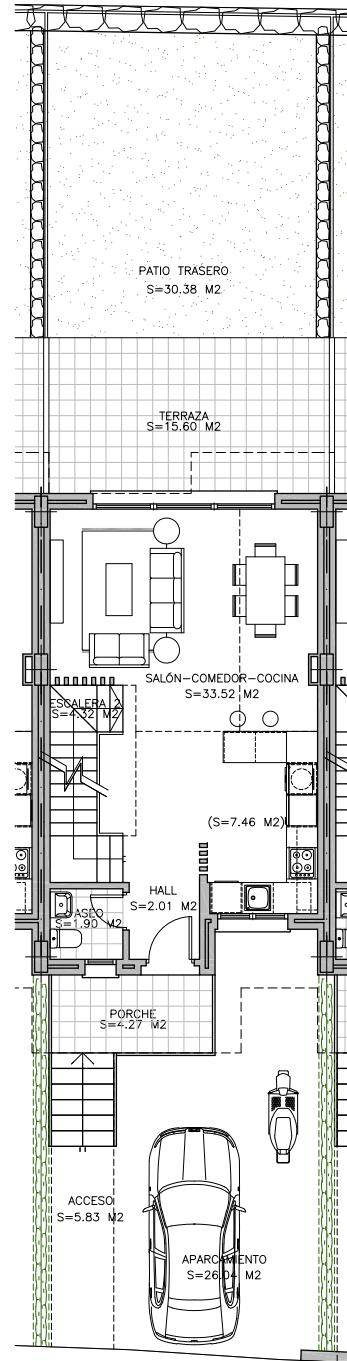 PATIO TRASERO
S=30.38 M2
TERRAZA
S=15.60 M2
SALÓN-COMEDOR-COCINA
S=33.52 M2
ESCALERA 2
S=4.32 M2
(S=7.46 M2)
HALL
S=2.01 M2
ASEO
S=1.90 M2
PORCHE
S=4.27 M2
ACCESO
S=5.83 M2
APARCAMIENTO
S=26.04 M2